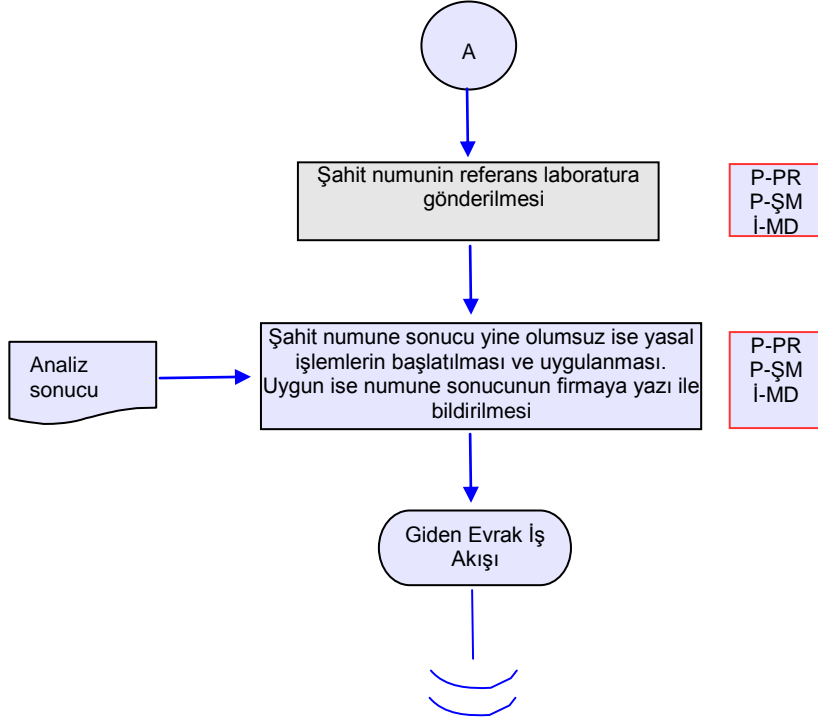 A
Şahit numunin referans laboratura
gönderilmesi
P-PR
P-ŞM
İ-MD
Analiz
sonucu
Şahit numune sonucu yine olumsuz ise yasal
işlemlerin başlatılması ve uygulanması.
Uygun ise numune sonucunun firmaya yazı ile
bildirilmesi
P-PR
P-ŞM
İ-MD
Giden Evrak İş
Akışı